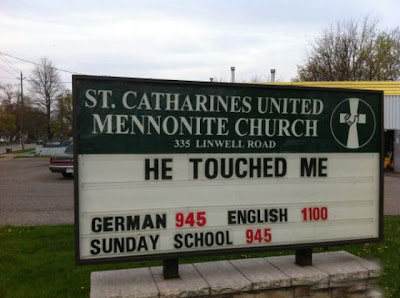 ST. CATHARINES UNITED
MENNONITE CHURCH
335 LINWELL ROAD
HE TOUCHED ME
GERMAN 945 ENGLISH 1100
SUNDAY SCHOOL 945